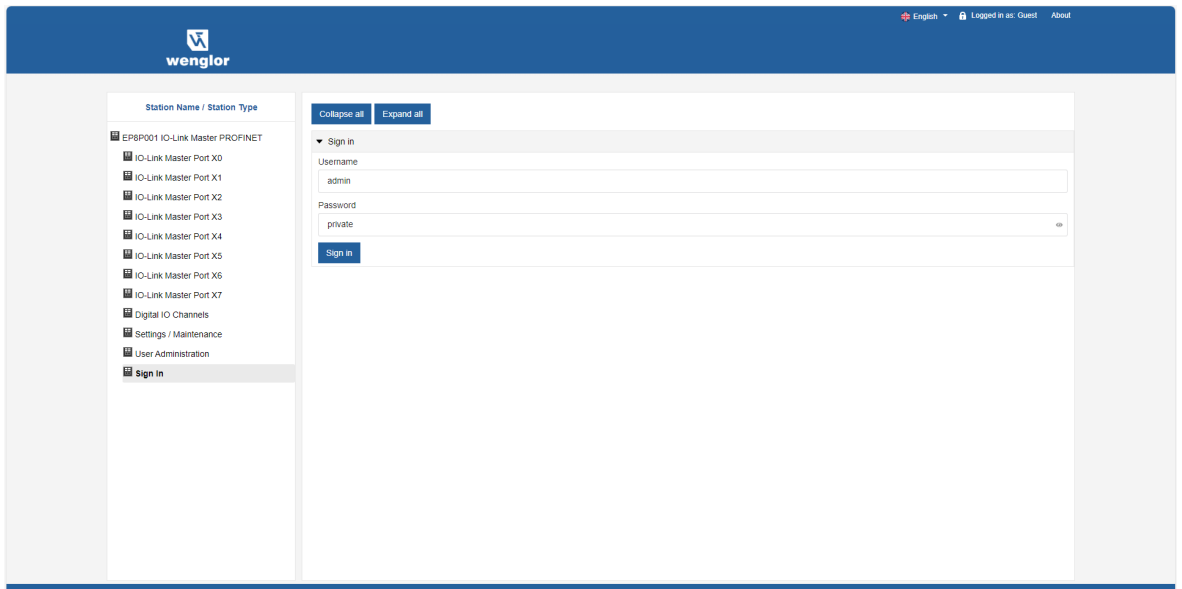 English Logged in as: Guest About
wenglor
Station Name / Station Type
EP8P001 IO-Link Master PROFINET
IO-Link Master Port X0
IO-Link Master Port X1
IO-Link Master Port X2
IO-Link Master Port X3
IO-Link Master Port X4
IO-Link Master Port X5
IO-Link Master Port X6
IO-Link Master Port X7
Digital IO Channels
Settings / Maintenance
User Administration
Sign In
Collapse all Expand all
Sign in
Username
admin
Password
private
Sign in